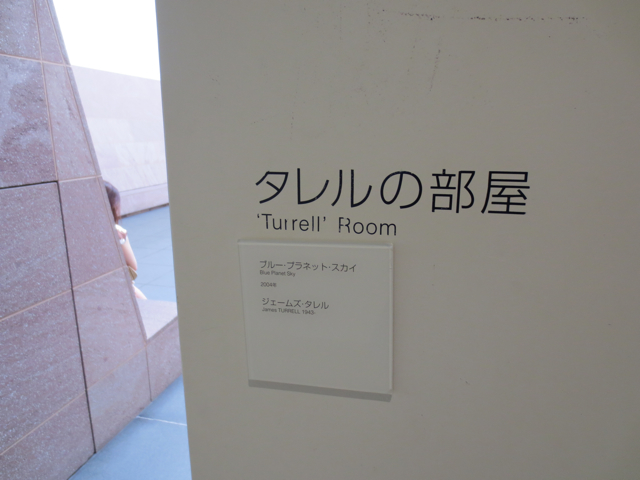 タレルの部屋
'Turrell' Room
ブルー・プラネット・スカイ
Blue Planet Sky
2004年
ジェームズ・タレル
James TURRELL 1943-